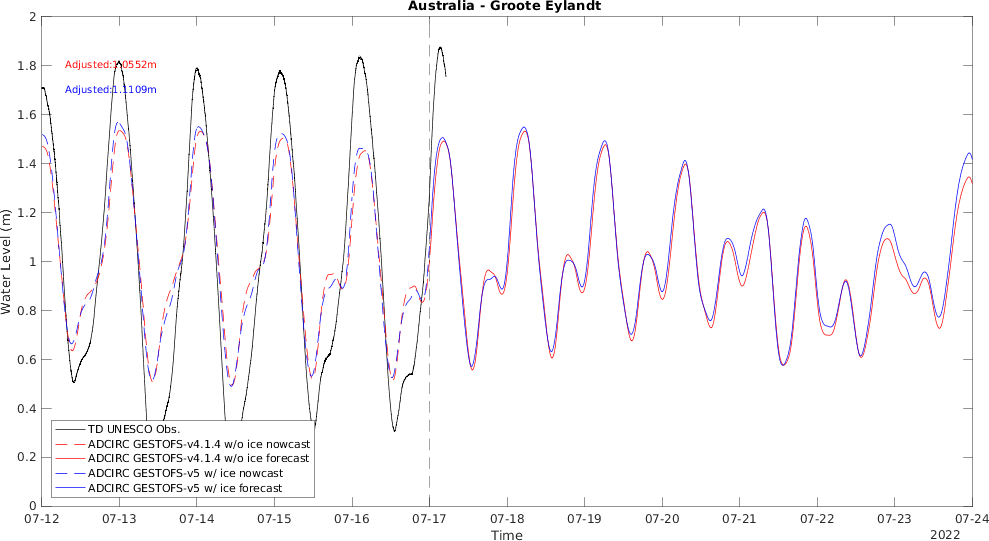 Australia - Groote Eylandt
Adjusted:1.0552m
Adjusted:1.1109m
2
1.8
1.6
1.4
1.2
1
0.8
0.6
0.4
0.2
0
Water Level (m)
TD UNESCO Obs.
ADCIRC GESTOFS-v4.1.4 w/o ice nowcast
ADCIRC GESTOFS-v4.1.4 w/o ice forecast
ADCIRC GESTOFS-v5 w/ ice nowcast
ADCIRC GESTOFS-v5 w/ ice forecast
07-12 07-13 07-14 07-15 07-16 07-17 07-18 07-19 07-20 07-21 07-22 07-23 07-24
Time
2022